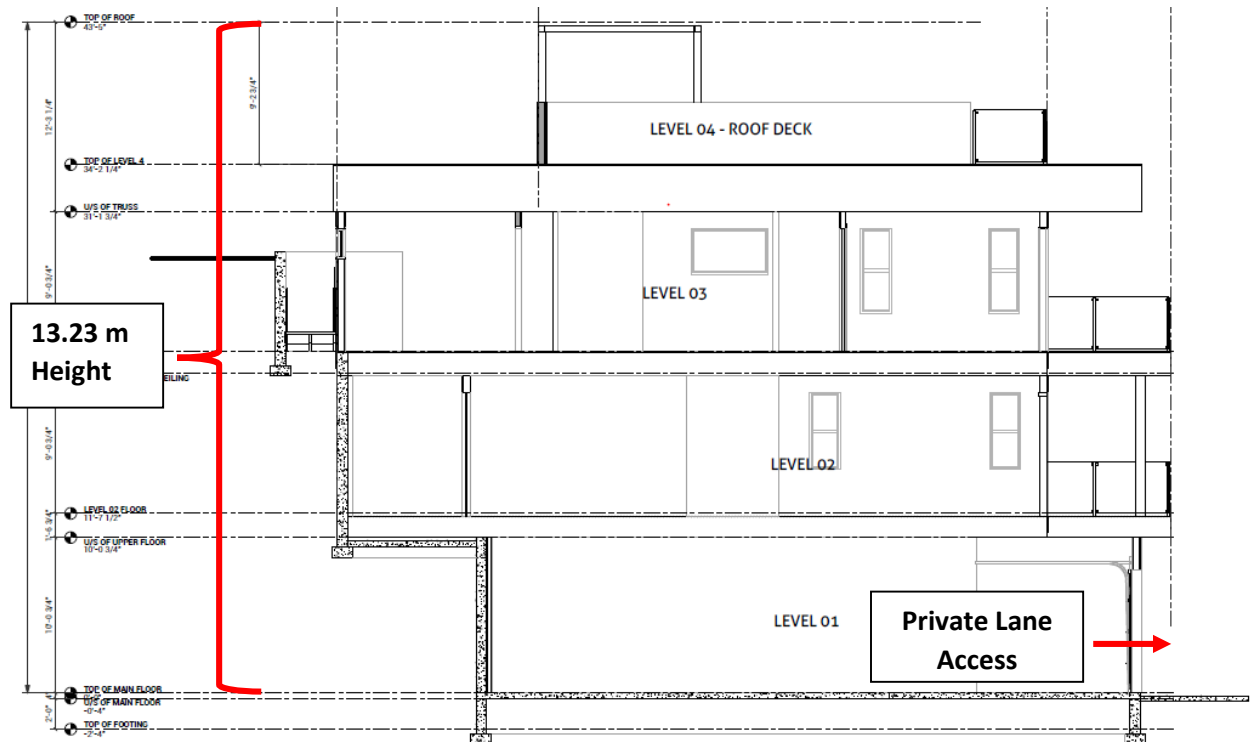 TOP OF ROOF
43'-5"
9'-2 3/4"
12'-3 1/4"
LEVEL 04 - ROOF DECK
TOP OF LEVEL 4
34'-2 1/4"
U/S OF TRUSS
31'-1 3/4"
9'-0 3/4"
LEVEL 03
13.23 m
Height
EILING
9'-0 3/4"
LEVEL 02
LEVEL 02 FLOOR
11'-7 1/2"
1'-6 3/4"
U/S OF UPPER FLOOR
10'-0 3/4"
10'-0 3/4"
LEVEL 01
Private Lane
Access
TOP OF MAIN FLOOR
U/S OF MAIN FLOOR
-0'-4"
2'-0"
TOP OF FOOTING
-2'-4"